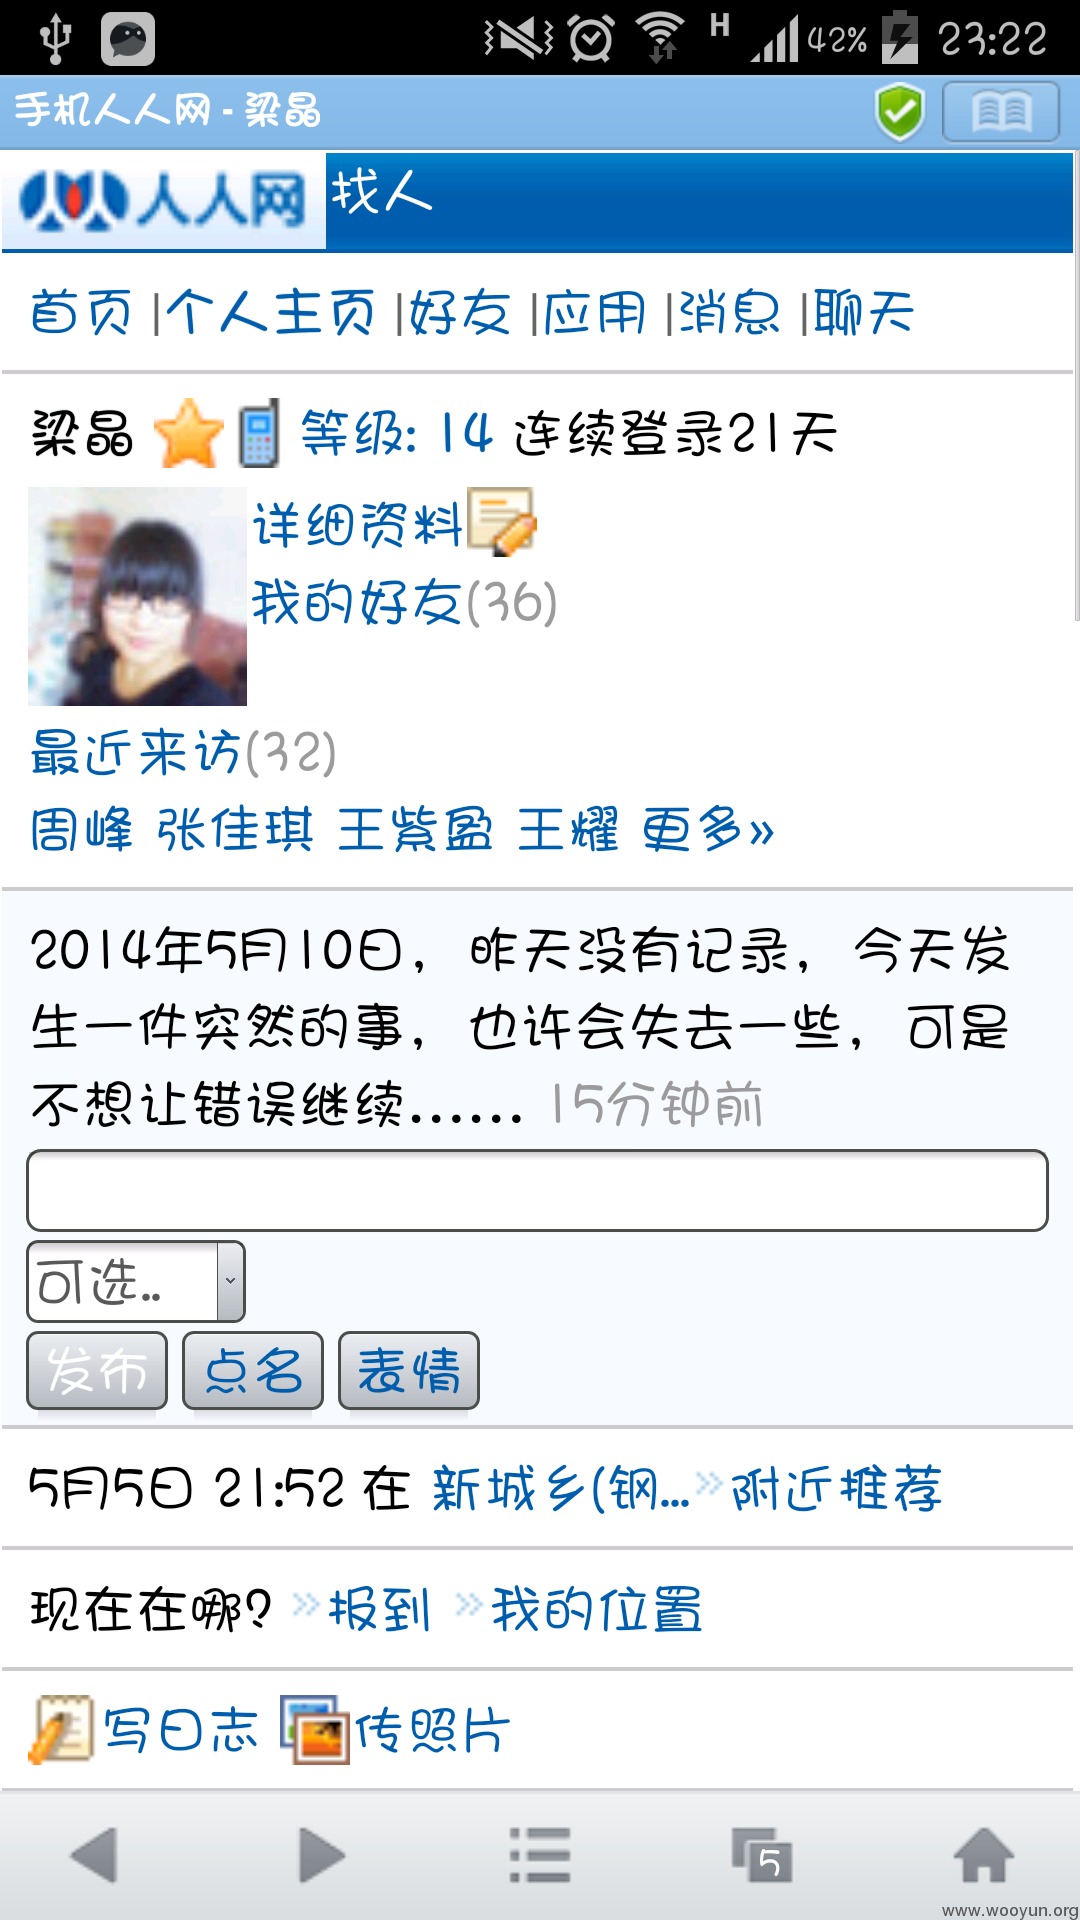 H 42% 23:22
手机人人网 - 梁晶
人人网 找人
首页 |个人主页 |好友 |应用 |消息 |聊天
梁晶 等级: 14 连续登录21天
详细资料
我的好友(36)
最近来访(32)
周峰 张佳琪 王紫盈 王耀 更多»
2014年5月10日，昨天没有记录，今天发
生一件突然的事，也许会失去一些，可是
不想让错误继续...... 15分钟前
可选..
发布 点名 表情
5月5日 21:52 在 新城乡(钢...»附近推荐
现在在哪? »报到 »我的位置
写日志 传照片
5
www.wooyun.org